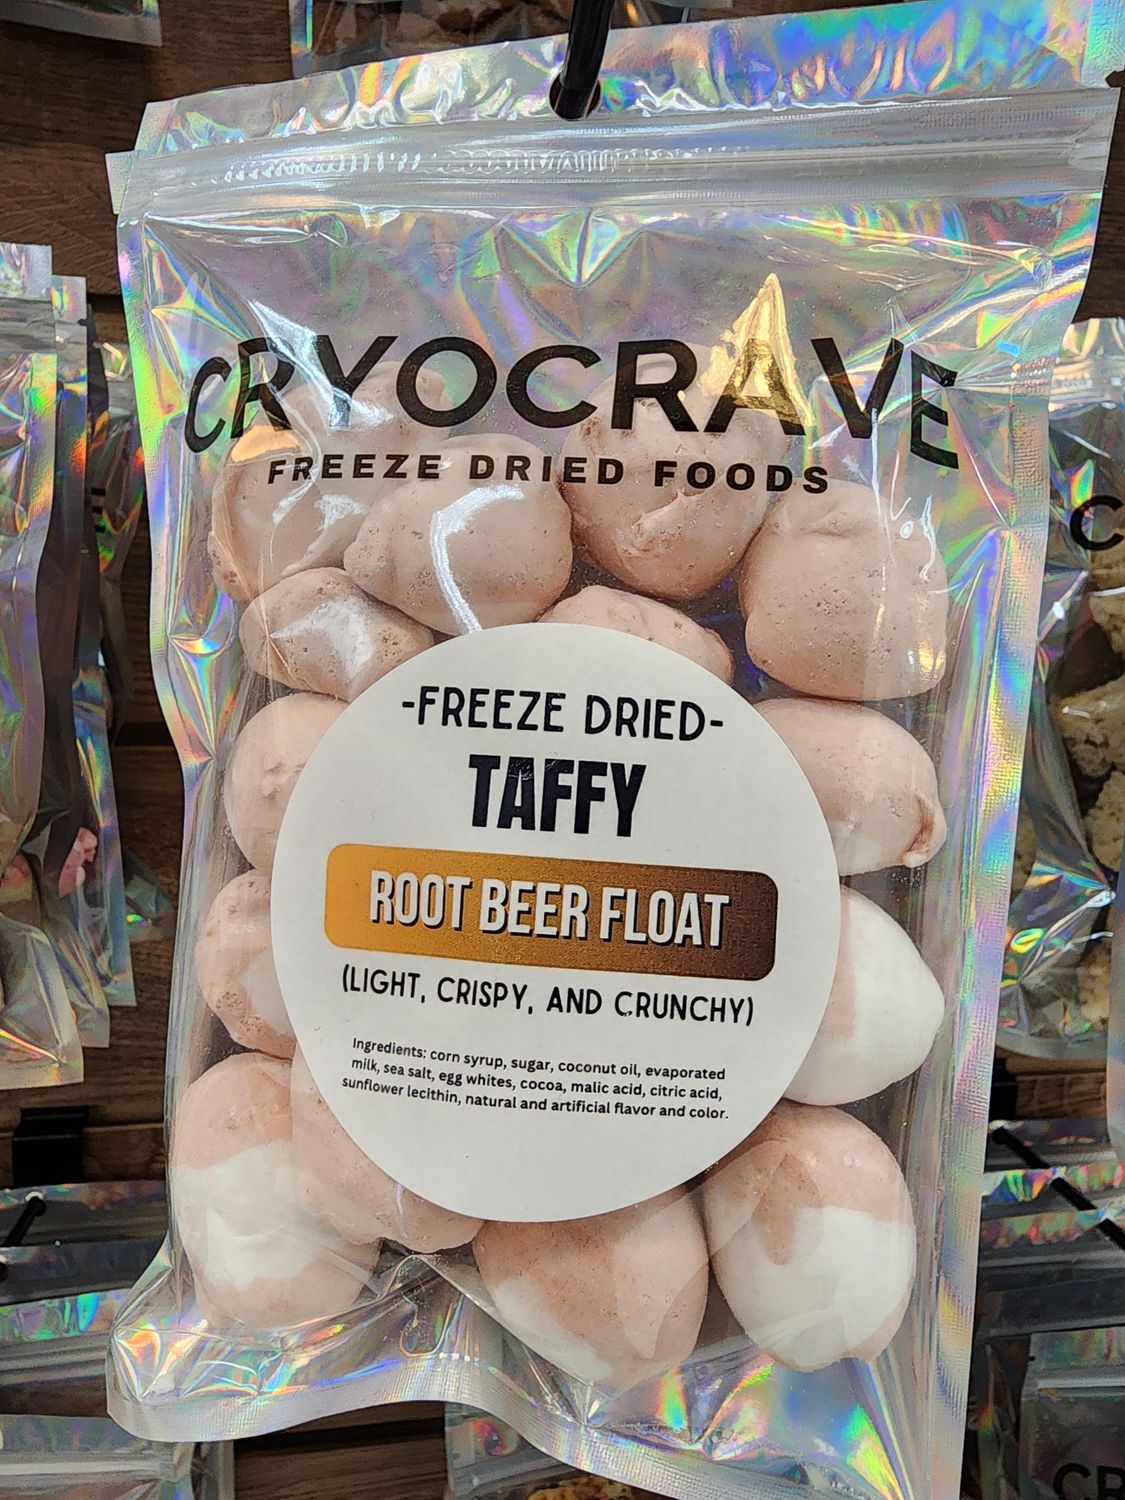 CRYOCRAVE
FREEZE DRIED FOODS
-FREEZE DRIED-
TAFFY
ROOT BEER FLOAT
(LIGHT, CRISPY, AND CRUNCHY)
Ingredients: corn syrup, sugar, coconut oil, evaporated
milk, sea salt, egg whites, cocoa, malic acid, citric acid,
sunflower lecithin, natural and artificial flavor and color.